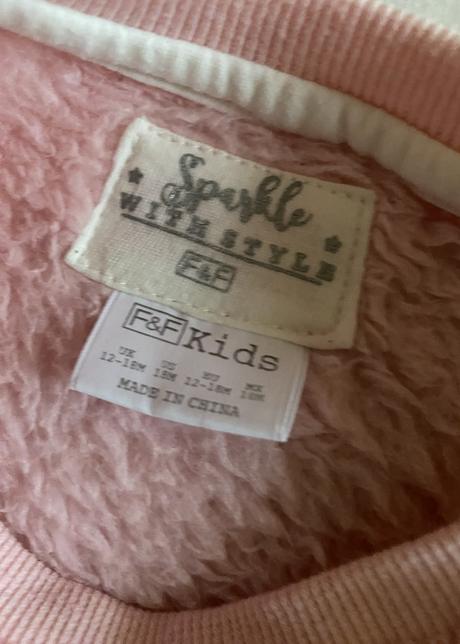 Sparkle
WITH STYLE
F&F
F&F Kids
UK US EU MX
12-18M 18M 12-18M 18M
MADE IN CHINA